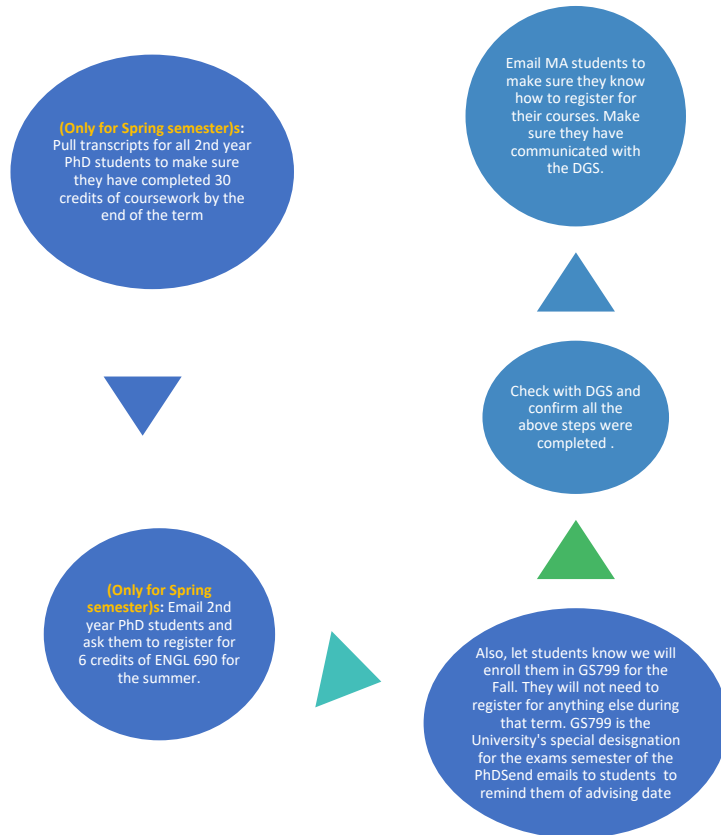 (Only for Spring semester)s:
Pull transcripts for all 2nd year
PhD students to make sure
they have completed 30
credits of coursework by the
end of the term
(Only for Spring
semester)s: Email 2nd
year PhD students and
ask them to register for
6 credits of ENGL 690 for
the summer.
Also, let students know we will
enroll them in GS799 for the
Fall. They will not need to
register for anything else during
that term. GS799 is the
University's special desisgnation
for the exams semester of the
PhDSend emails to students to
remind them of advising date
Check with DGS and
confirm all the
above steps were
completed .
Email MA students to
make sure they know
how to register for
their courses. Make
sure they have
communicated with
the DGS.